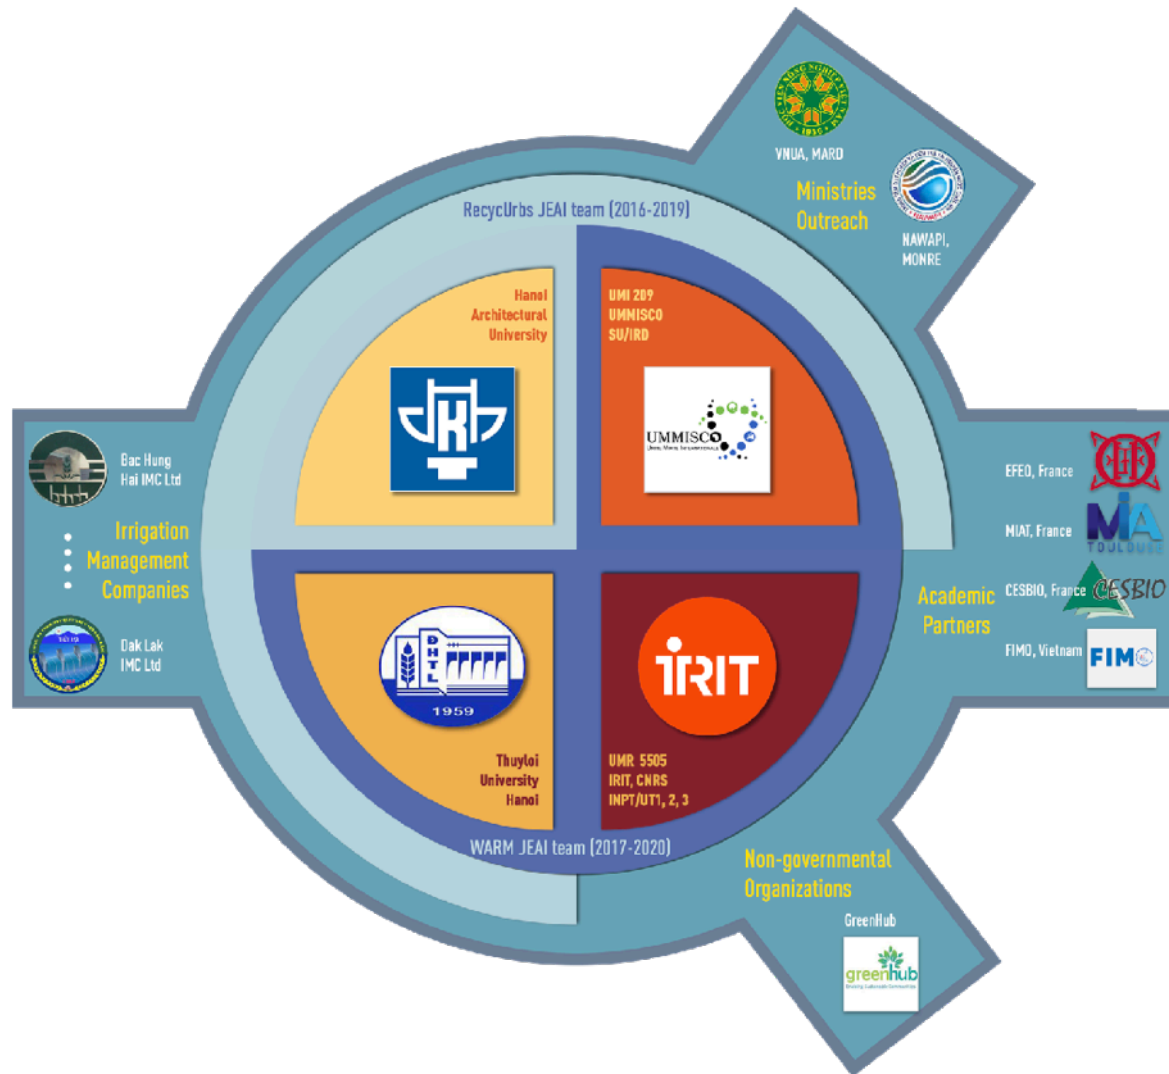 VNUA, MARD
Ministries
Outreach
NAWAPI,
MONRE
RecycUrbs JEAI team (2016-2019)
Hanoi
Architectural
University
UMI 209
UMMISCO
SU/IRD
UMMISCO
Bac Hung
Hai IMC Ltd
Irrigation
Management
Companies
Dak Lak
IMC Ltd
EFEO, France
MIAT, France
MIA
TOULOUSE
Academic
Partners
CESBIO, France
CESBIO
FIMO, Vietnam
FIM
ĐHTL
1959
IRIT
Thuyloi
University
Hanoi
UMR 5505
IRIT, CNRS
INPT/UT1, 2, 3
WARM JEAI team (2017-2020)
Non-governmental
Organizations
GreenHub
greenhub